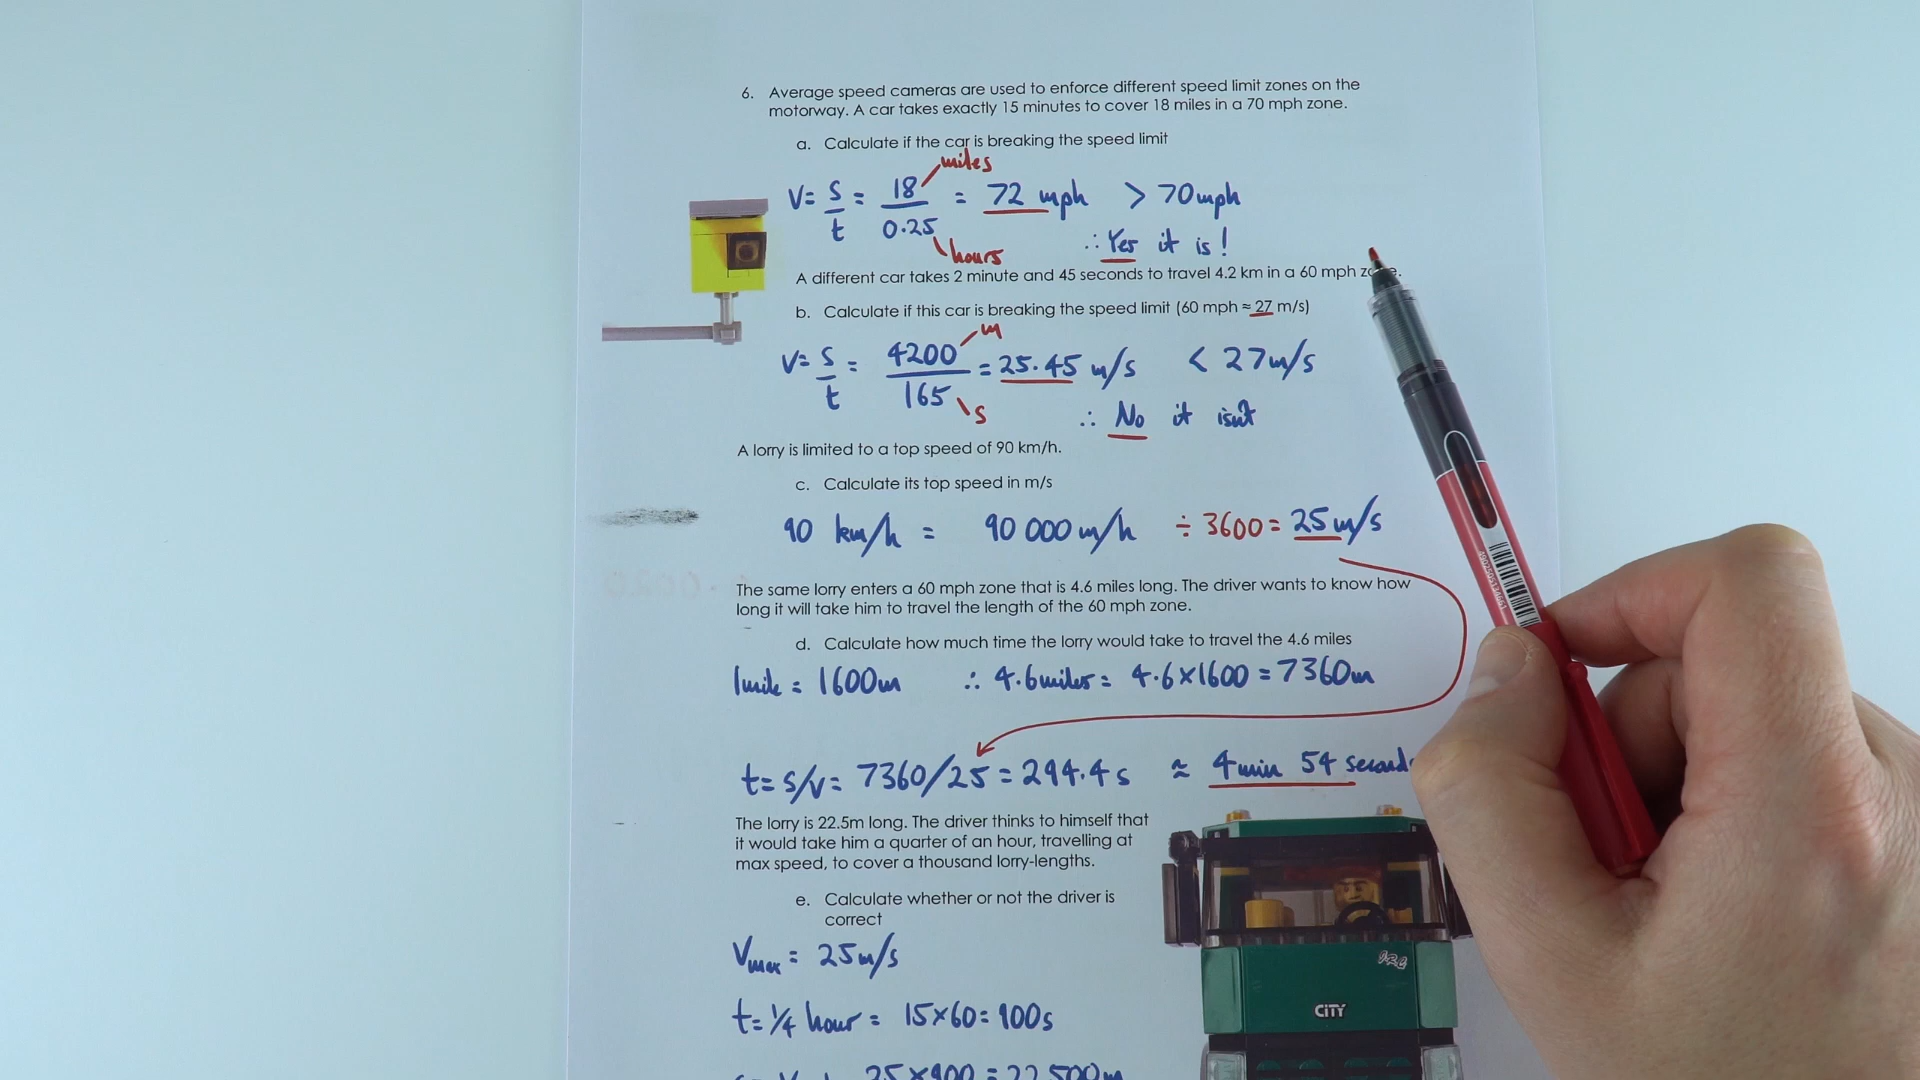 6. Average speed cameras are used to enforce different speed limit zones on the
motorway. A car takes exactly 15 minutes to cover 18 miles in a 70 mph zone.
a. Calculate if the car is breaking the speed limit
miles
V = s/t = 18/0.25 = 72 mph > 70mph
hours
∴ Yes it is!
A different car takes 2 minute and 45 seconds to travel 4.2 km in a 60 mph zone.
b. Calculate if this car is breaking the speed limit (60 mph ≈ 27 m/s)
m
V = s/t = 4200/165 = 25.45 m/s < 27m/s
s
∴ No it isn't
A lorry is limited to a top speed of 90 km/h.
c. Calculate its top speed in m/s
90 km/h = 90 000 m/h ÷ 3600 = 25 m/s
The same lorry enters a 60 mph zone that is 4.6 miles long. The driver wants to know how
long it will take him to travel the length of the 60 mph zone.
d. Calculate how much time the lorry would take to travel the 4.6 miles
1 mile = 1600m ∴ 4.6 miles = 4.6 × 1600 = 7360m
t = s/v = 7360/25 = 294.4 s ≈ 4 min 54 seconds
The lorry is 22.5m long. The driver thinks to himself that
it would take him a quarter of an hour, travelling at
max speed, to cover a thousand lorry-lengths.
e. Calculate whether or not the driver is
correct
Vmax = 25 m/s
t = 1/4 hour = 15×60 = 900s
25×900 = 22 500m
CITY